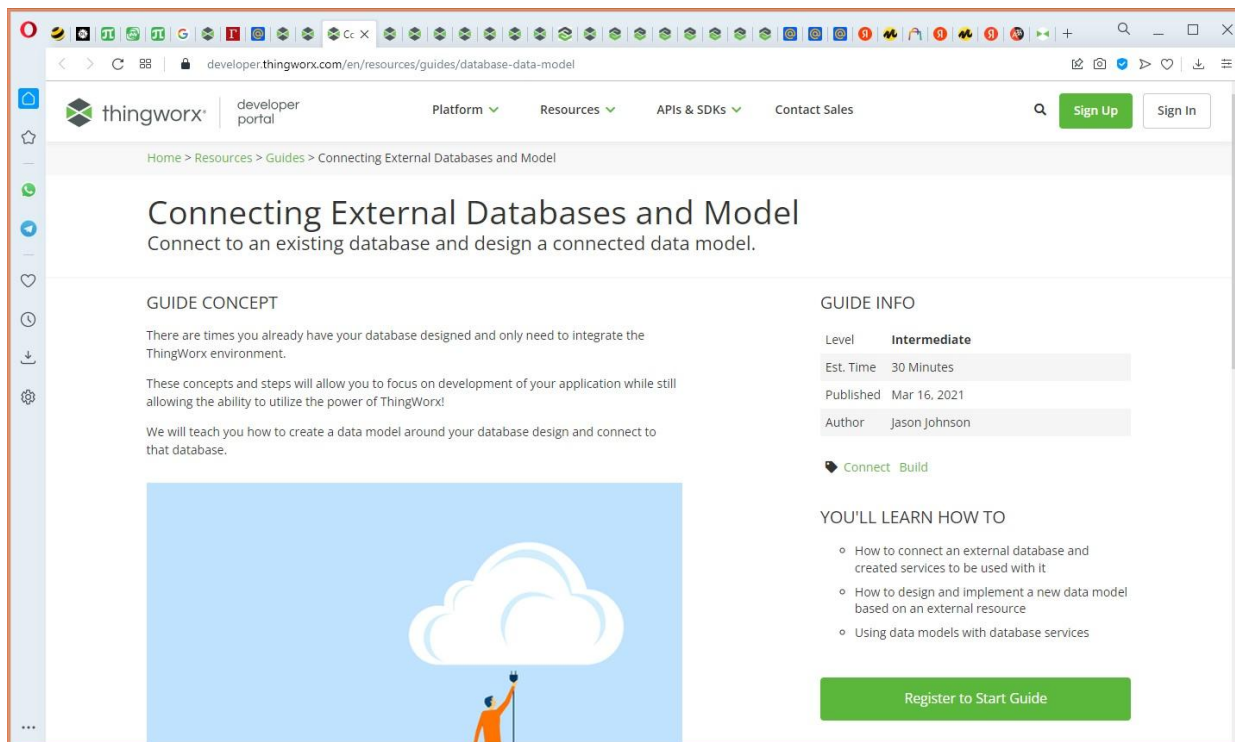 Cc
developer.thingworx.com/en/resources/guides/database-data-model
thingworx developer portal Platform Resources APIs & SDKs Contact Sales Sign Up Sign In
Home > Resources > Guides > Connecting External Databases and Model
Connecting External Databases and Model
Connect to an existing database and design a connected data model.
GUIDE CONCEPT
There are times you already have your database designed and only need to integrate the
ThingWorx environment.
These concepts and steps will allow you to focus on development of your application while still
allowing the ability to utilize the power of ThingWorx!
We will teach you how to create a data model around your database design and connect to
that database.
GUIDE INFO
Level Intermediate
Est. Time 30 Minutes
Published Mar 16, 2021
Author Jason Johnson
Connect Build
YOU'LL LEARN HOW TO
How to connect an external database and
created services to be used with it
How to design and implement a new data model
based on an external resource
Using data models with database services
Register to Start Guide